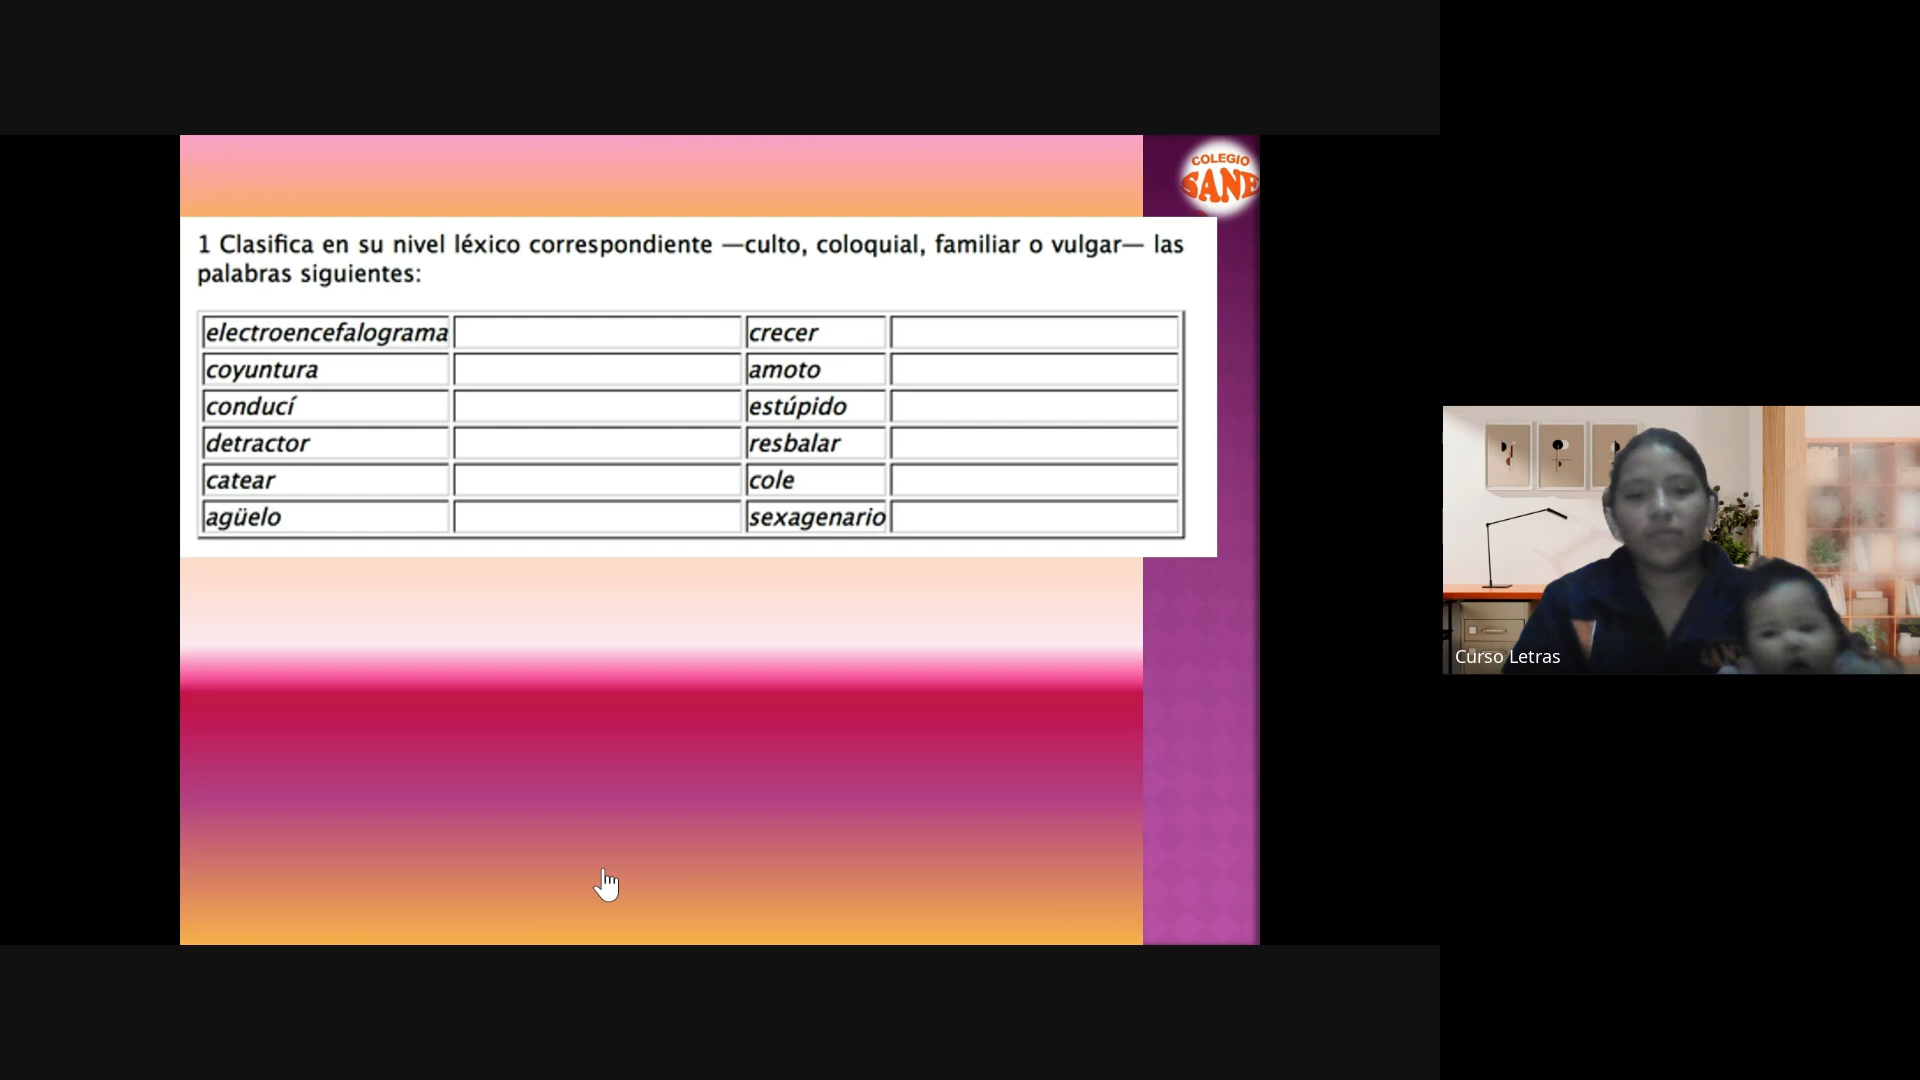 COLEGIO
SANE
1 Clasifica en su nivel léxico correspondiente —culto, coloquial, familiar o vulgar— las
palabras siguientes:
electroencefalograma crecer
coyuntura amoto
conducí estúpido
detractor resbalar
catear cole
agüelo sexagenario
Curso Letras